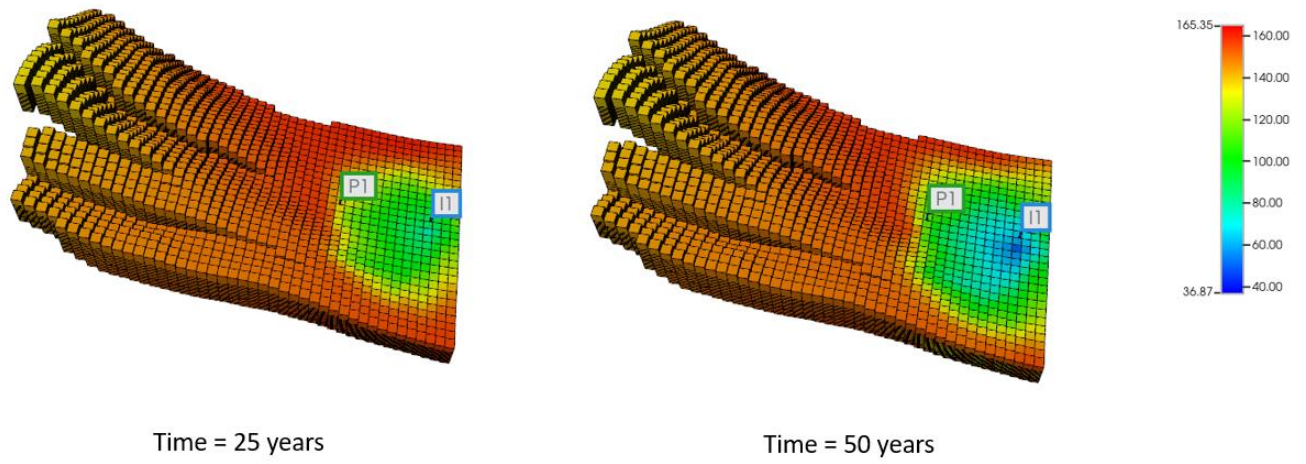 165.35
160.00
140.00
120.00
100.00
80.00
60.00
40.00
36.87
P1
I1
P1
I1
Time = 25 years
Time = 50 years